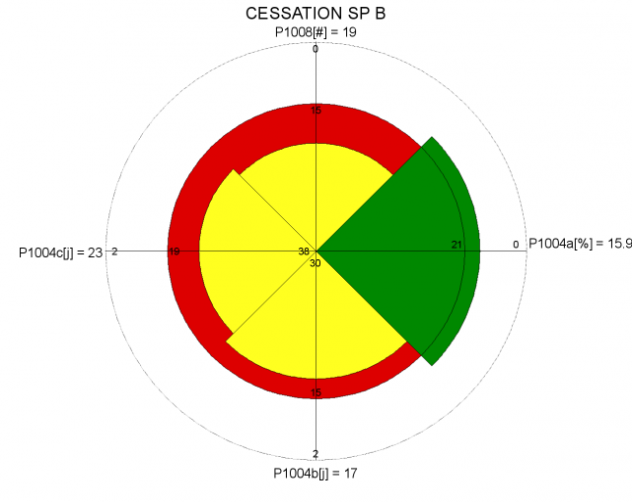 CESSATION SP B
P1008[#] = 19
0
15
21
0
P1004a[%] = 15.9
P1004c[j] = 23
2
19
38
30
15
2
P1004b[j] = 17